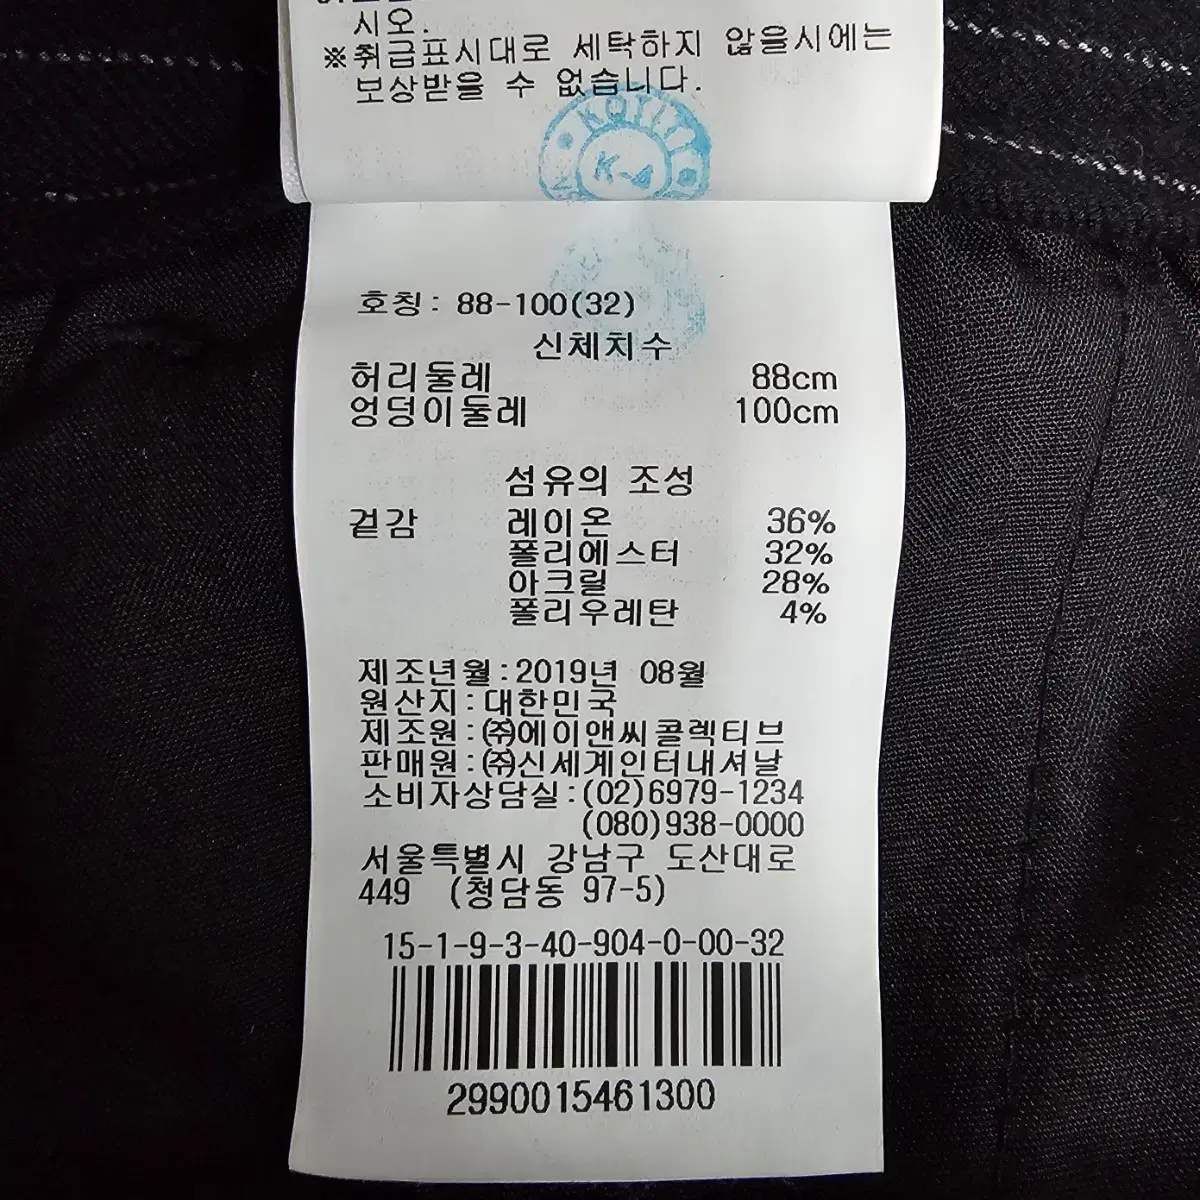 시오.
※취급표시대로 세탁하지 않을시에는
보상받을 수 없습니다.
KOTITI
K-4
호칭: 88-100(32)
신체치수
허리둘레 88cm
엉덩이둘레 100cm
섬유의 조성
겉감 레이온 36%
폴리에스터 32%
아크릴 28%
폴리우레탄 4%
제조년월:2019년 08월
원산지:대한민국
제조원:㈜에이앤씨콜렉티브
판매원:㈜신세계인터내셔날
소비자상담실:(02)6979-1234
(080)938-0000
서울특별시 강남구 도산대로
449 (청담동 97-5)
15-1-9-3-40-904-0-00-32
2990015461300